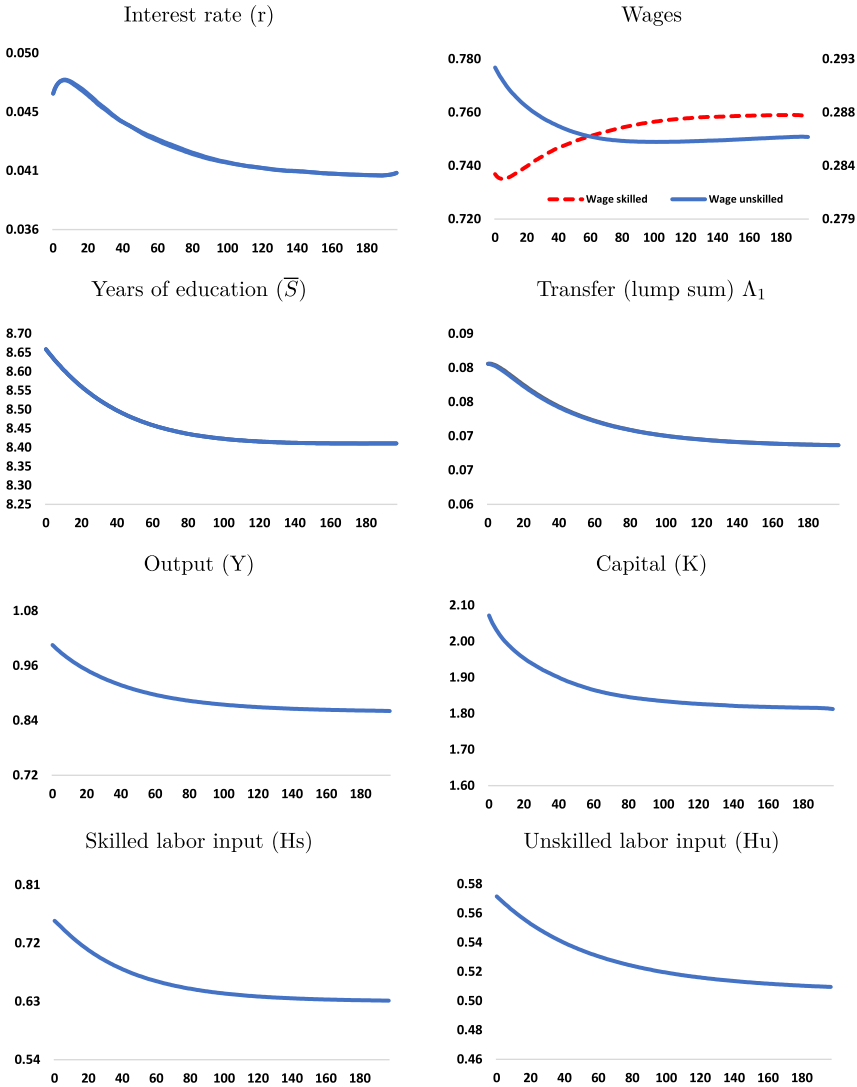 Interest rate (r)
0.050
0.045
0.041
0.036
0 20 40 60 80 100 120 140 160 180
Wages
0.780
0.760
0.740
0.720
0.293
0.288
0.284
0.279
Wage skilled Wage unskilled
0 20 40 60 80 100 120 140 160 180
Years of education (S̅)
8.70
8.65
8.60
8.55
8.50
8.45
8.40
8.35
8.30
8.25
0 20 40 60 80 100 120 140 160 180
Transfer (lump sum) Λ₁
0.09
0.08
0.08
0.07
0.07
0.06
0 20 40 60 80 100 120 140 160 180
Output (Y)
1.08
0.96
0.84
0.72
0 20 40 60 80 100 120 140 160 180
Capital (K)
2.10
2.00
1.90
1.80
1.70
1.60
0 20 40 60 80 100 120 140 160 180
Skilled labor input (Hs)
0.81
0.72
0.63
0.54
0 20 40 60 80 100 120 140 160 180
Unskilled labor input (Hu)
0.58
0.56
0.54
0.52
0.50
0.48
0.46
0 20 40 60 80 100 120 140 160 180